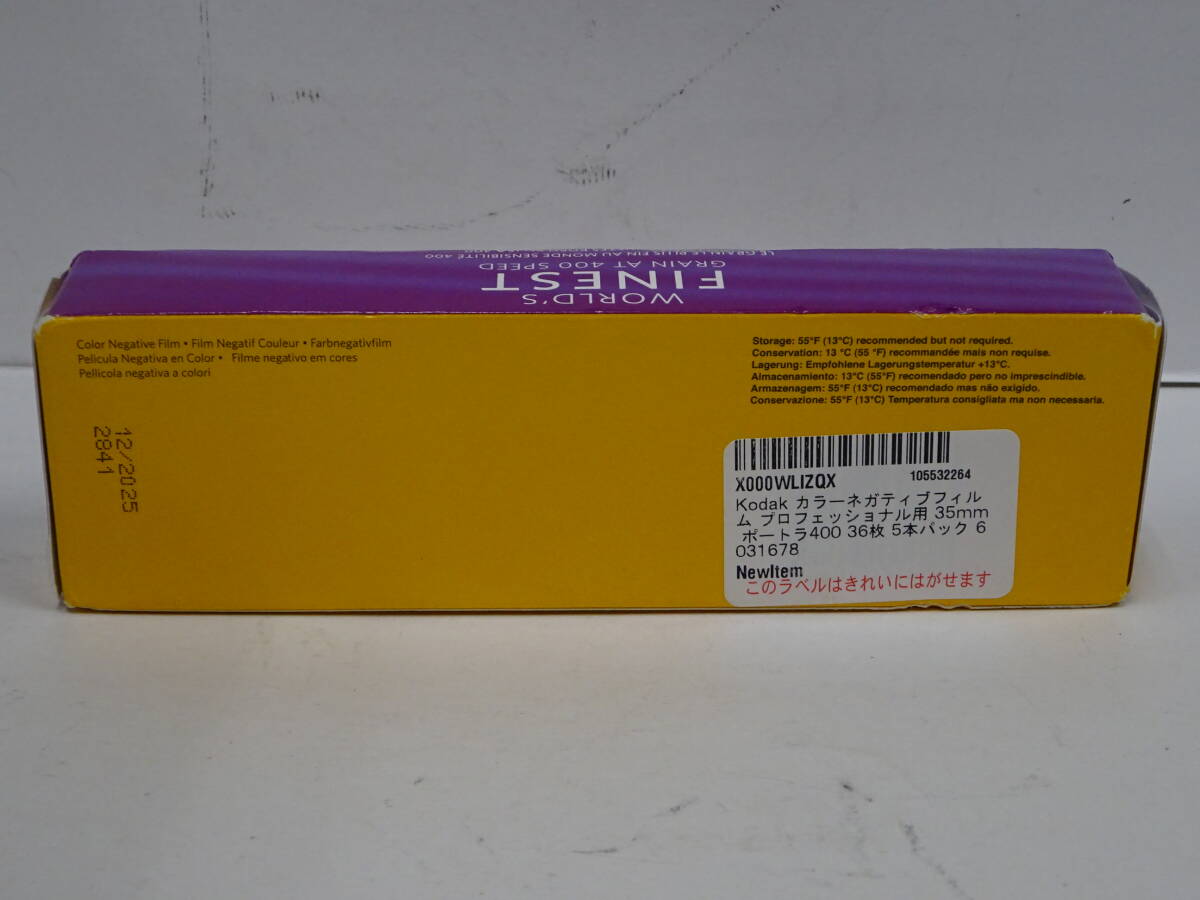 WORLD'S
FINEST
GRAIN AT 400 SPEED
LE GRAIN LE PLUS FIN AU MONDE SENSIBILITÉ 400
Color Negative Film • Film Negatif Couleur • Farbnegativfilm
Pelicula Negativa en Color • Filme negativo em cores
Pellicola negativa a colori
Storage: 55°F (13°C) recommended but not required.
Conservation: 13 °C (55 °F) recommandée mais non requise.
Lagerung: Empfohlene Lagerungstemperatur +13°C.
Almacenamiento: 13°C (55°F) recomendado pero no imprescindible.
Armazenagem: 55°F (13°C) recomendado mas não exigido.
Conservazione: 55°F (13°C) Temperatura consigliata ma non necessaria.
12/2025
2841
X000WLIZQX 105532264
Kodak カラーネガティブフィル
ム プロフェッショナル用 35mm
ポートラ400 36枚 5本パック 6
031678
NewItem
このラベルはきれいにはがせます